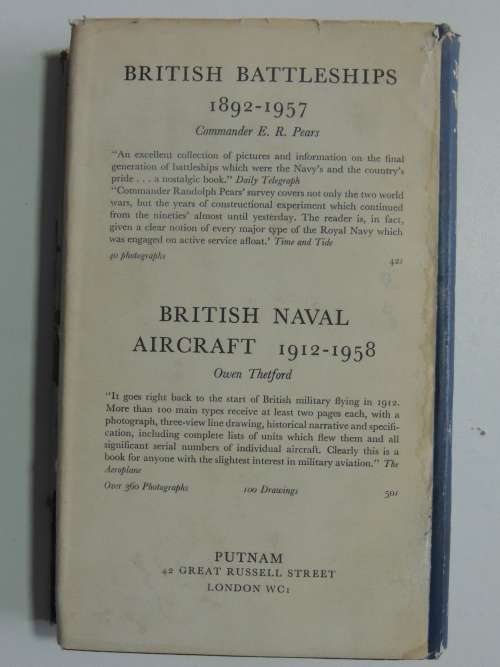 BRITISH BATTLESHIPS
1892-1957
Commander E. R. Pears
"An excellent collection of pictures and information on the final
generation of battleships which were the Navy's and the country's
pride . . . a nostalgic book." Daily Telegraph
"Commander Randolph Pears' survey covers not only the two world
wars, but the years of constructional experiment which continued
from the nineties' almost until yesterday. The reader is, in fact,
given a clear notion of every major type of the Royal Navy which
was engaged on active service afloat.' Time and Tide
40 photographs 42s
BRITISH NAVAL
AIRCRAFT 1912-1958
Owen Thetford
"It goes right back to the start of British military flying in 1912.
More than 100 main types receive at least two pages each, with a
photograph, three-view line drawing, historical narrative and specifi-
cation, including complete lists of units which flew them and all
significant serial numbers of individual aircraft. Clearly this is a
book for anyone with the slightest interest in military aviation." The
Aeroplane
Over 360 Photographs 100 Drawings 50s
PUTNAM
42 GREAT RUSSELL STREET
LONDON WC1